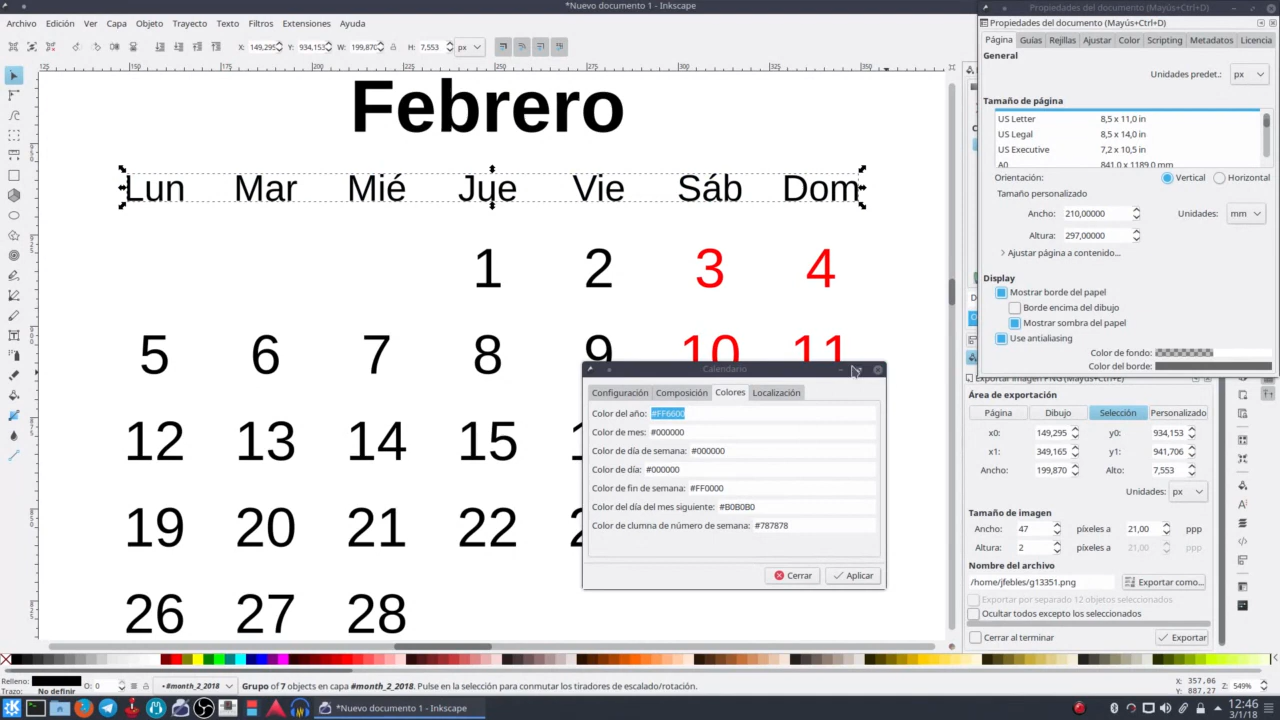 *Nuevo documento 1 - Inkscape
Archivo Edición Ver Capa Objeto Trayecto Texto Filtros Extensiones Ayuda
X: 149,295 Y: 934,153 W: 199,870 H: 7,553 px
125 150 175 200 225 250 275 300 325 350
Febrero
Lun Mar Mié Jue Vie Sáb Dom
1 2 3 4
5 6 7 8 9 10 11
12 13 14 15
19 20 21 22
26 27 28
Calendario
Configuración Composición Colores Localización
Color del año: #FF6600
Color de mes: #000000
Color de día de semana: #000000
Color de día: #000000
Color de fin de semana: #FF0000
Color del día del mes siguiente: #B0B0B0
Color de clumna de número de semana: #787878
Cerrar Aplicar
Propiedades del documento (Mayús+Ctrl+D)
Propiedades del documento (Mayús+Ctrl+D)
Página Guías Rejillas Ajustar Color Scripting Metadatos Licencia
General
Unidades predet.: px
Tamaño de página
US Letter 8,5 x 11,0 in
US Legal 8,5 x 14,0 in
US Executive 7,2 x 10,5 in
A0 841,0 x 1189,0 mm
Orientación: Vertical Horizontal
Tamaño personalizado
Ancho: 210,00000 Unidades: mm
Altura: 297,00000
Ajustar página a contenido...
Display
Mostrar borde del papel
Borde encima del dibujo
Mostrar sombra del papel
Use antialiasing
Color de fondo:
Color del borde:
Exportar imagen PNG (Mayús+Ctrl+E)
Área de exportación
Página Dibujo Selección Personalizado
x0: 149,295 y0: 934,153
x1: 349,165 y1: 941,706
Ancho: 199,870 Alto: 7,553
Unidades: px
Tamaño de imagen
Ancho: 47 píxeles a 21,00 ppp
Altura: 2 píxeles a 21,00 ppp
Nombre del archivo
/home/jfebles/g13351.png Exportar como...
Exportar por separado 12 objetos seleccionados
Ocultar todos excepto los seleccionados
Cerrar al terminar Exportar
Relleno:
Trazo: No definir
O: 0
#month_2_2018
Grupo of 7 objects en capa #month_2_2018. Pulse en la selección para conmutar los tiradores de escalado/rotación.
X: 357,06
Y: 887,27
Z: 549%
*Nuevo documento 1 - Inkscape
12:46
3/1/18